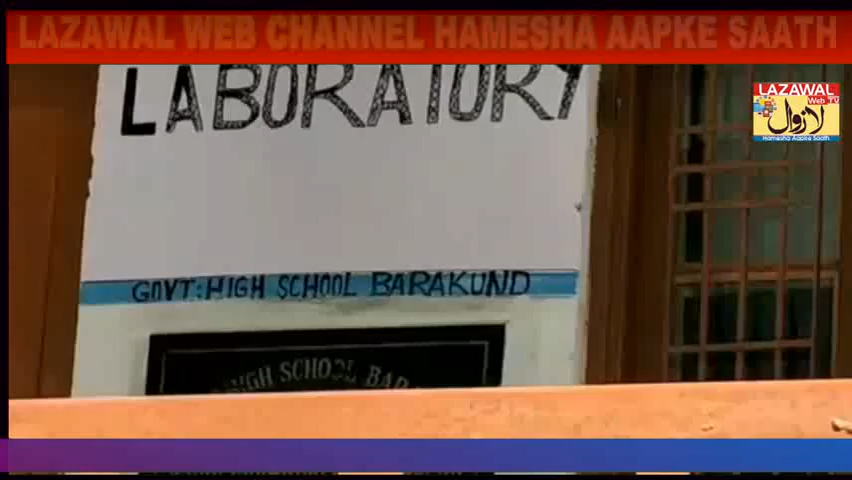 LAZAWAL WEB CHANNEL HAMESHA AAPKE SAATH
LABORATORY
LAZAWAL
Web TV
لازوال
Hamesha Aapke Saath
GOVT: HIGH SCHOOL BARAKUND
HIGH SCHOOL